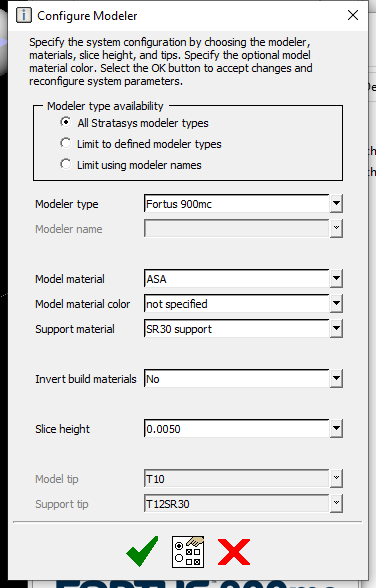 Configure Modeler
Specify the system configuration by choosing the modeler,
materials, slice height, and tips. Specify the optional model
material color. Select the OK button to accept changes and
reconfigure system parameters.
Modeler type availability
All Stratasys modeler types
Limit to defined modeler types
Limit using modeler names
Modeler type Fortus 900mc
Modeler name
Model material ASA
Model material color not specified
Support material SR30 support
Invert build materials No
Slice height 0.0050
Model tip T10
Support tip T12SR30